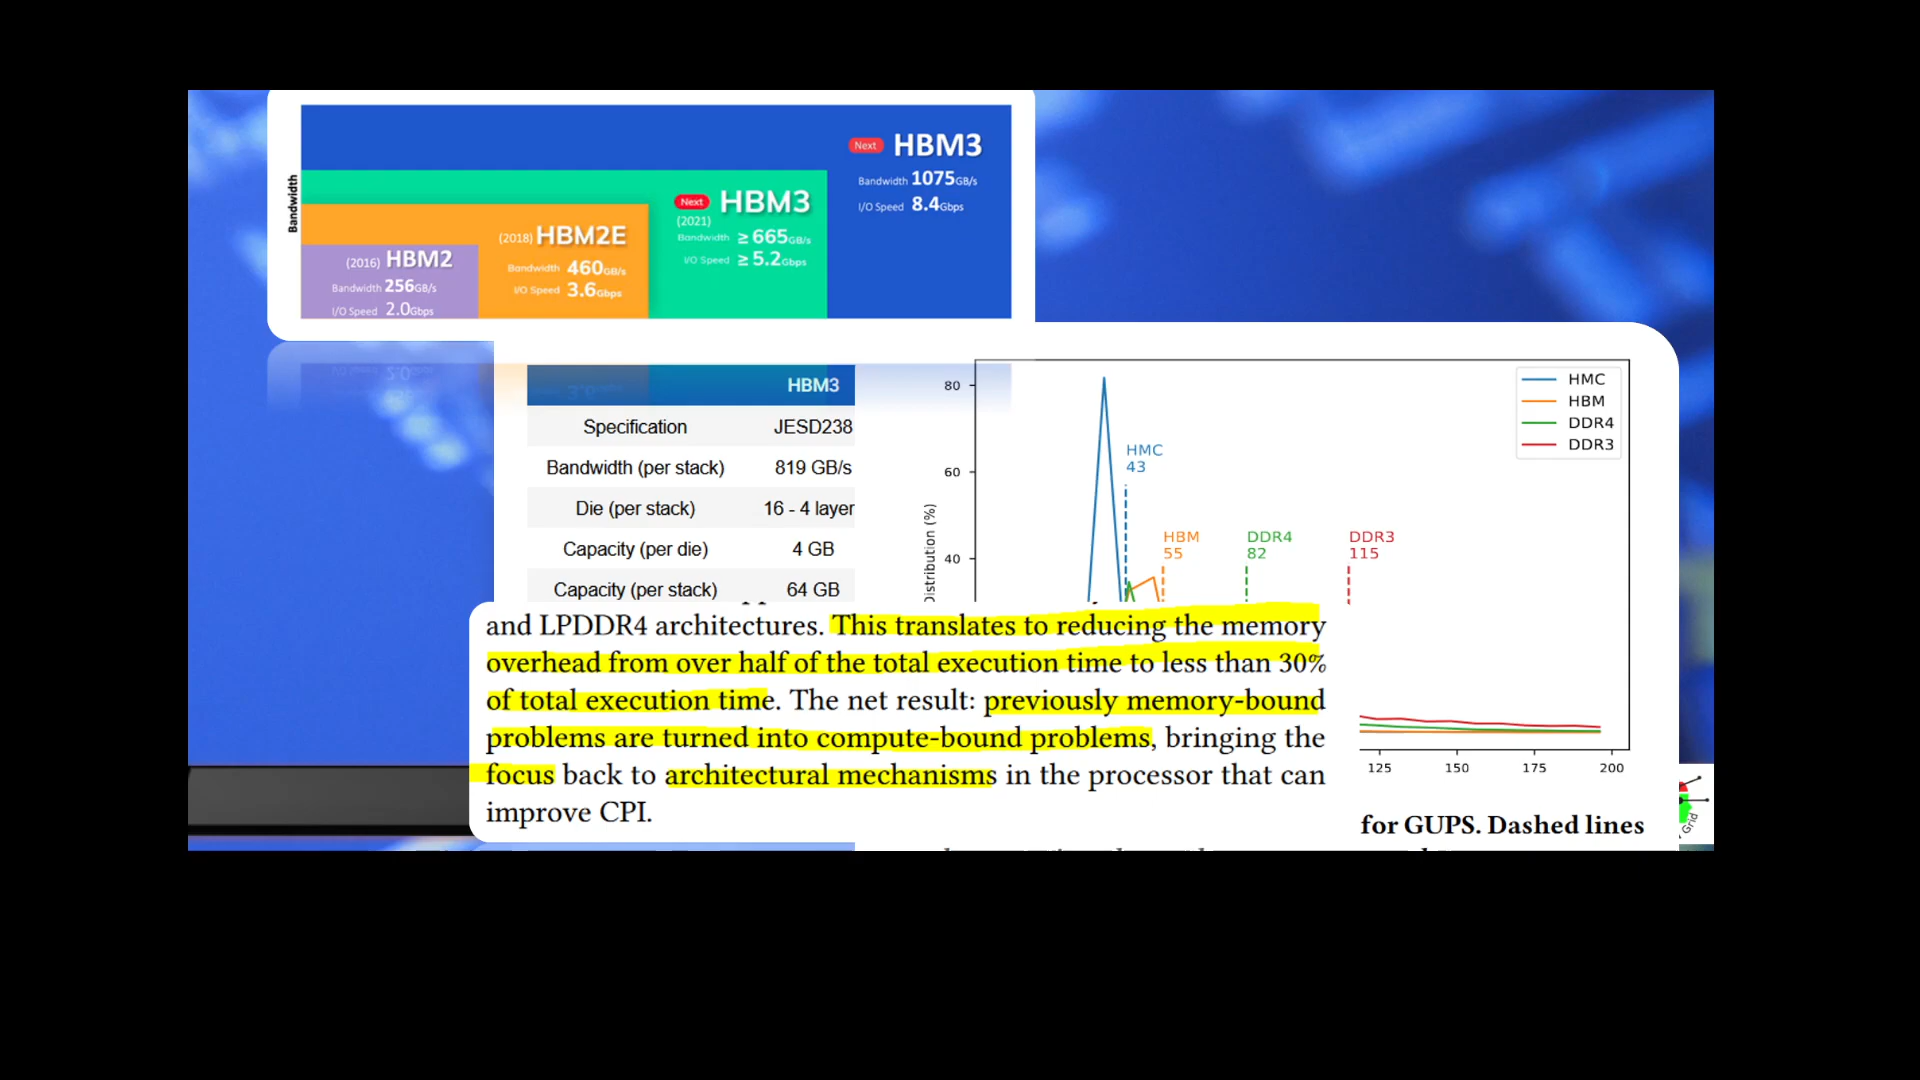 Bandwidth
Next HBM3
Bandwidth 1075GB/s
I/O Speed 8.4Gbps
Next HBM3
(2021)
Bandwidth ≥ 665GB/s
I/O Speed ≥ 5.2Gbps
(2018) HBM2E
Bandwidth 460GB/s
I/O Speed 3.6Gbps
(2016) HBM2
Bandwidth 256GB/s
I/O Speed 2.0Gbps
HBM3
Specification JESD238
Bandwidth (per stack) 819 GB/s
Die (per stack) 16 - 4 layer
Capacity (per die) 4 GB
Capacity (per stack) 64 GB
Distribution (%)
80
60
40
HMC
HBM
DDR4
DDR3
HMC
43
HBM
55
DDR4
82
DDR3
115
125 150 175 200
for GUPS. Dashed lines
and LPDDR4 architectures. This translates to reducing the memory
overhead from over half of the total execution time to less than 30%
of total execution time. The net result: previously memory-bound
problems are turned into compute-bound problems, bringing the
focus back to architectural mechanisms in the processor that can
improve CPI.
Grid